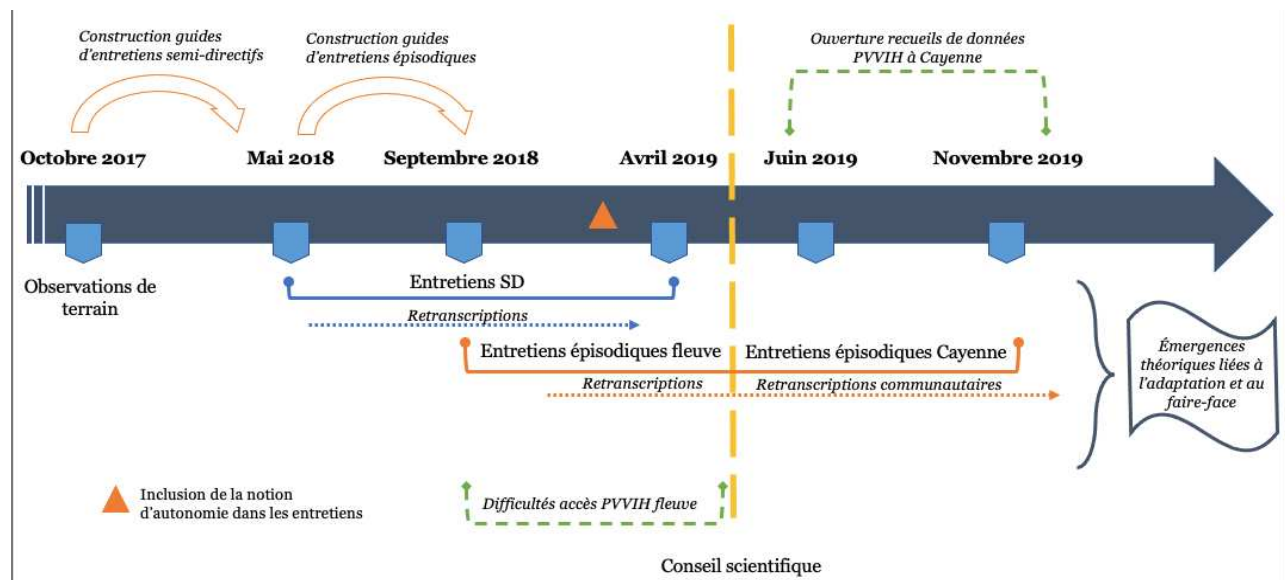 Construction guides
d'entretiens semi-directifs
Construction guides
d'entretiens épisodiques
Ouverture recueils de données
PVVIH à Cayenne
Octobre 2017
Mai 2018
Septembre 2018
Avril 2019
Juin 2019
Novembre 2019
Observations de
terrain
Entretiens SD
Retranscriptions
Entretiens épisodiques fleuve
Entretiens épisodiques Cayenne
Retranscriptions
Retranscriptions communautaires
Émergences
théoriques liées à
l'adaptation et au
faire-face
Inclusion de la notion
d'autonomie dans les entretiens
Difficultés accès PVVIH fleuve
Conseil scientifique